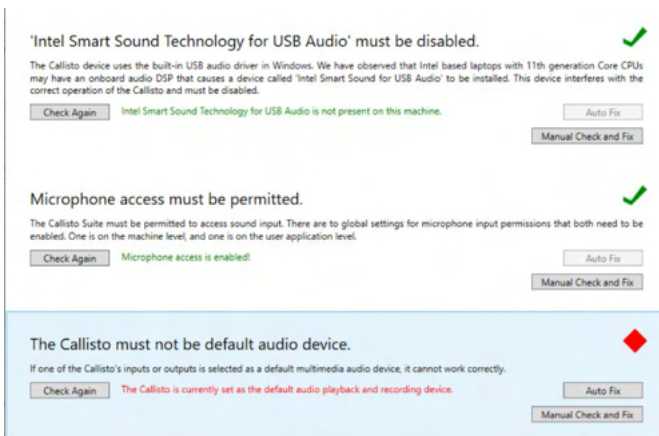 'Intel Smart Sound Technology for USB Audio' must be disabled.
The Callisto device uses the built-in USB audio driver in Windows. We have observed that Intel based laptops with 11th generation Core CPUs
may have an onboard audio DSP that causes a device called 'Intel Smart Sound for USB Audio' to be installed. This device interferes with the
correct operation of the Callisto and must be disabled.
Check Again Intel Smart Sound Technology for USB Audio is not present on this machine. Auto Fix
Manual Check and Fix
Microphone access must be permitted.
The Callisto Suite must be permitted to access sound input. There are to global settings for microphone input permissions that both need to be
enabled. One is on the machine level, and one is on the user application level.
Check Again Microphone access is enabled! Auto Fix
Manual Check and Fix
The Callisto must not be default audio device.
If one of the Callisto's inputs or outputs is selected as a default multimedia audio device, it cannot work correctly.
Check Again The Callisto is currently set as the default audio playback and recording device. Auto Fix
Manual Check and Fix